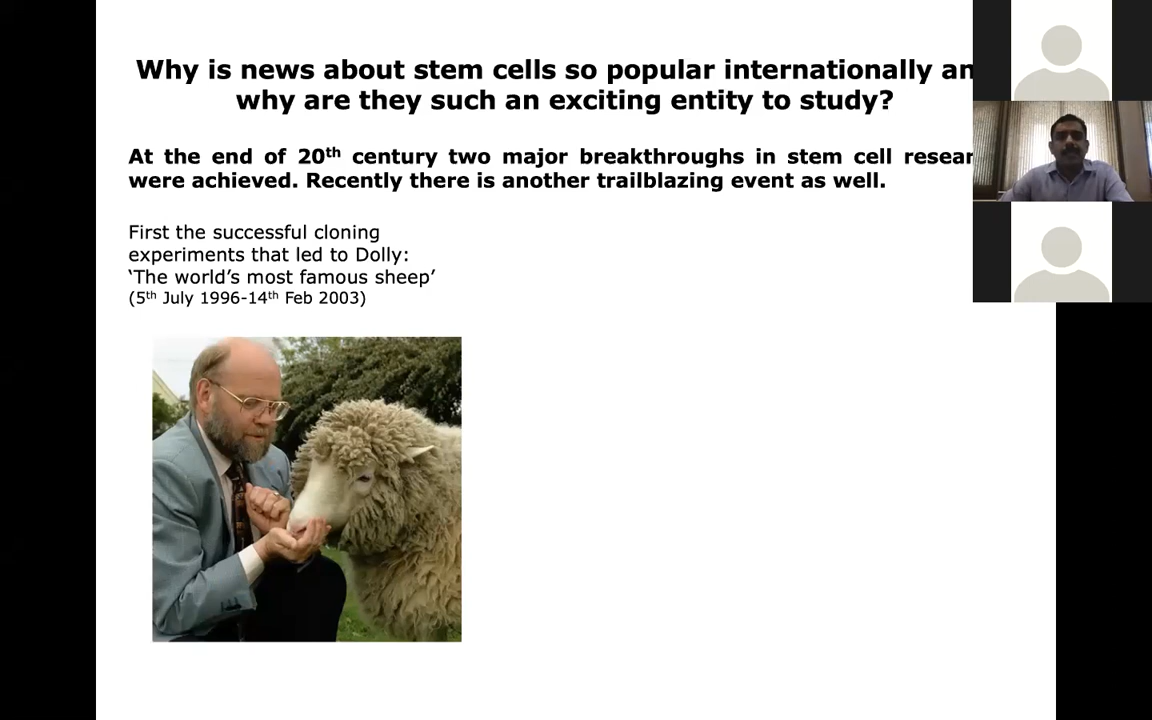 Why is news about stem cells so popular internationally an
why are they such an exciting entity to study?
At the end of 20th century two major breakthroughs in stem cell resear
were achieved. Recently there is another trailblazing event as well.
First the successful cloning
experiments that led to Dolly:
‘The world’s most famous sheep’
(5th July 1996-14th Feb 2003)